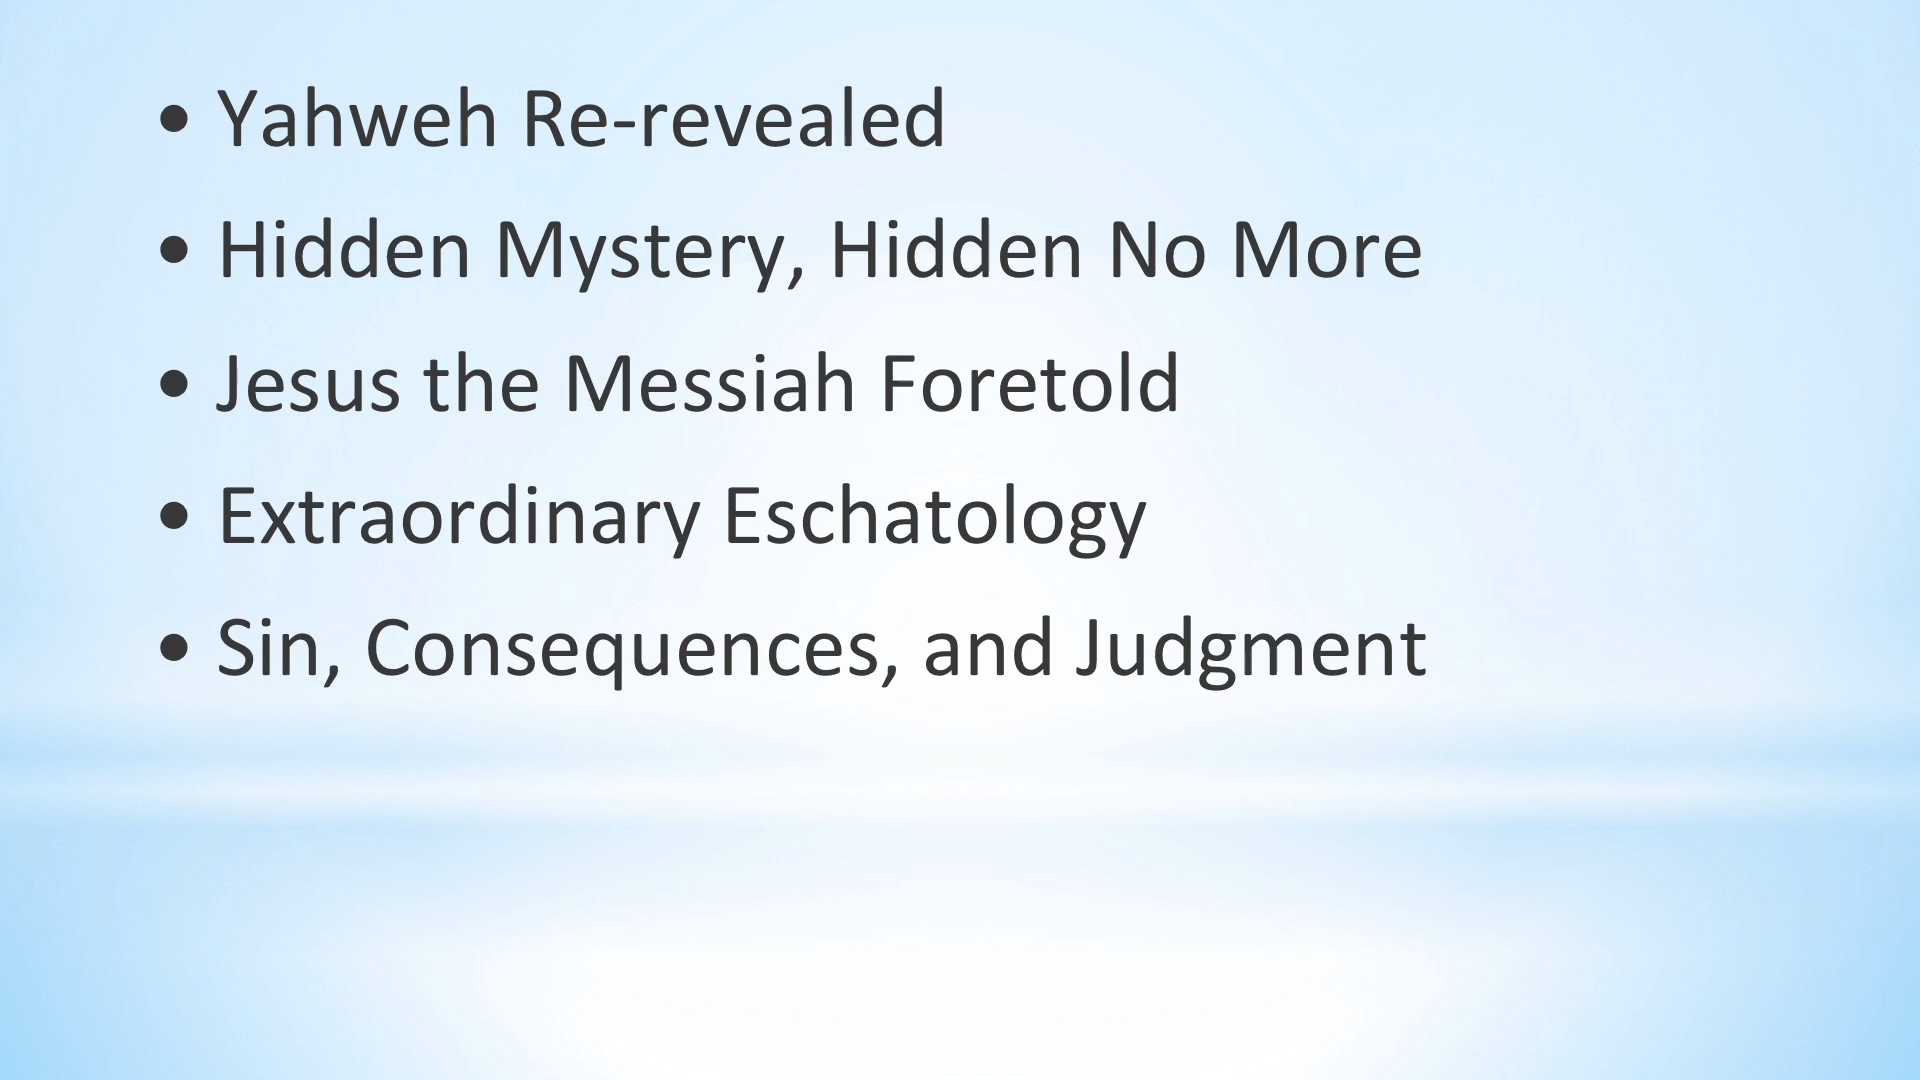 • Yahweh Re-revealed
• Hidden Mystery, Hidden No More
• Jesus the Messiah Foretold
• Extraordinary Eschatology
• Sin, Consequences, and Judgment